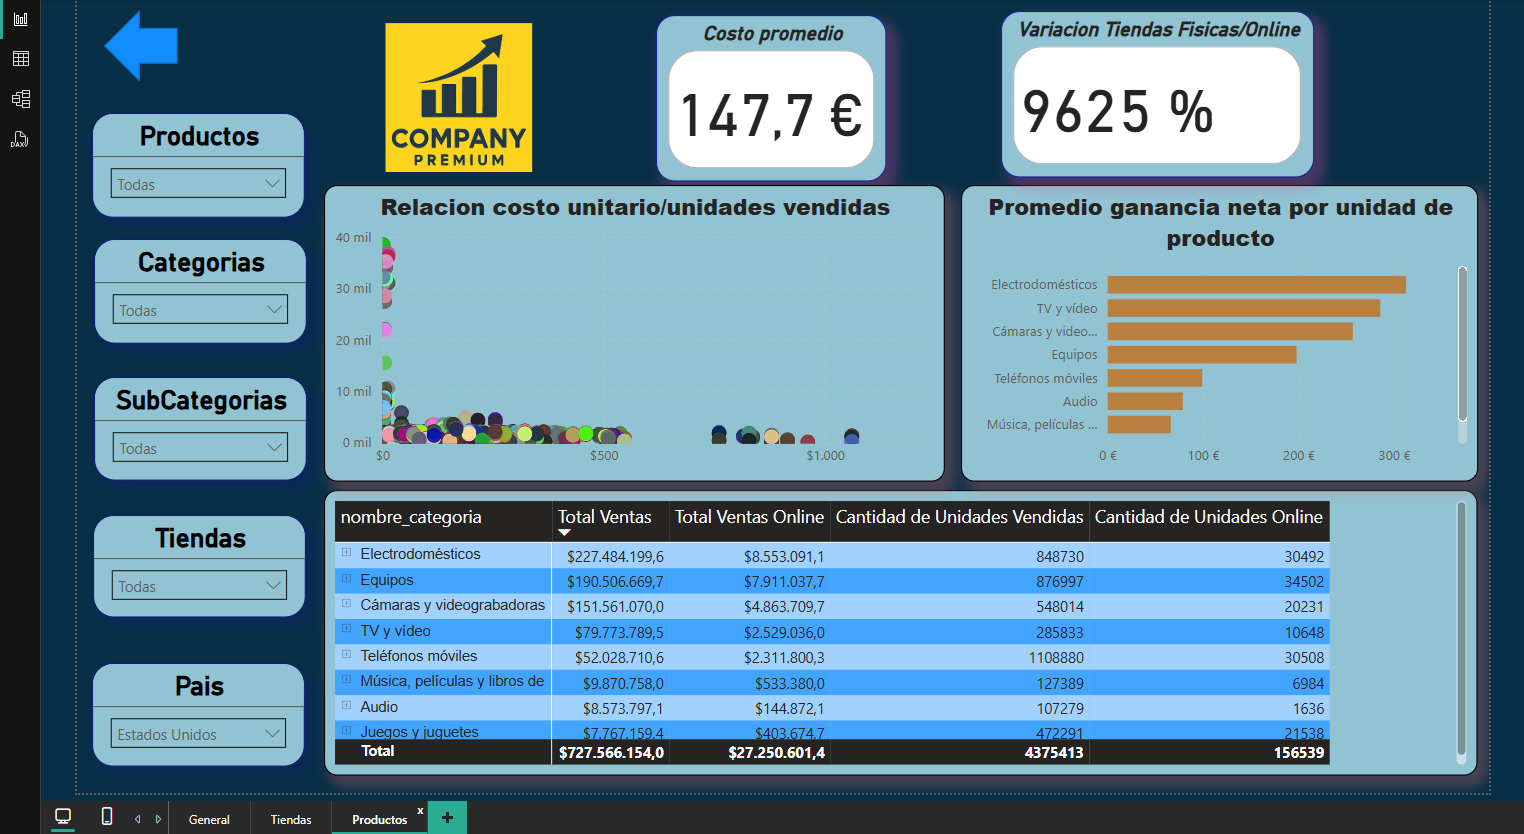 Costo promedio
147,7 €
Variacion Tiendas Fisicas/Online
9625 %
COMPANY
PREMIUM
DAX
Productos
Todas
Categorias
Todas
SubCategorias
Todas
Tiendas
Todas
Pais
Estados Unidos
Relacion costo unitario/unidades vendidas
40 mil
30 mil
20 mil
10 mil
0 mil
$0 $500 $1.000
Promedio ganancia neta por unidad de
producto
Electrodomésticos
TV y vídeo
Cámaras y video...
Equipos
Teléfonos móviles
Audio
Música, películas ...
0 € 100 € 200 € 300 €
nombre_categoria Total Ventas Total Ventas Online Cantidad de Unidades Vendidas Cantidad de Unidades Online
Electrodomésticos $227.484.199,6 $8.553.091,1 848730 30492
Equipos $190.506.669,7 $7.911.037,7 876997 34502
Cámaras y videograbadoras $151.561.070,0 $4.863.709,7 548014 20231
TV y vídeo $79.773.789,5 $2.529.036,0 285833 10648
Teléfonos móviles $52.028.710,6 $2.311.800,3 1108880 30508
Música, películas y libros de $9.870.758,0 $533.380,0 127389 6984
Audio $8.573.797,1 $144.872,1 107279 1636
Juegos y juguetes $7.767.159,4 $403.674,7 472291 21538
Total $727.566.154,0 $27.250.601,4 4375413 156539
General Tiendas Productos x +